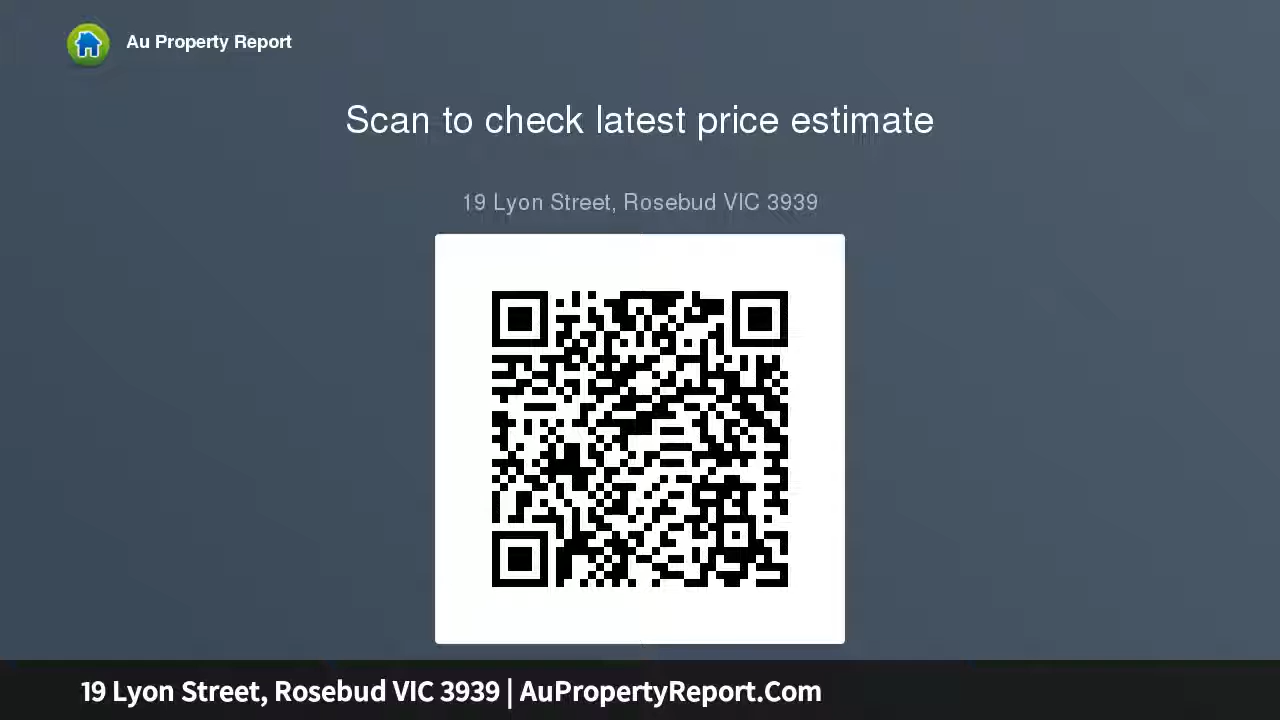 Au Property Report
Scan to check latest price estimate
19 Lyon Street, Rosebud VIC 3939
19 Lyon Street, Rosebud VIC 3939 | AuPropertyReport.Com